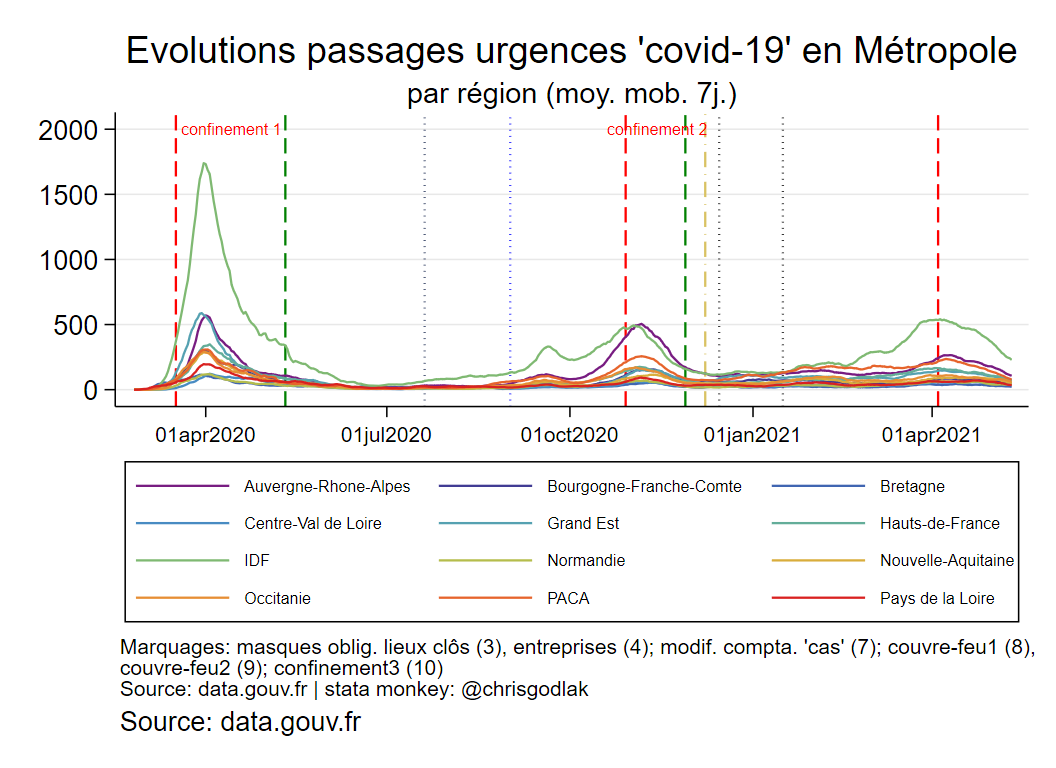 Evolutions passages urgences 'covid-19' en Métropole
par région (moy. mob. 7j.)
confinement 1
confinement 2
2000
1500
1000
500
0
01apr2020
01jul2020
01oct2020
01jan2021
01apr2021
Auvergne-Rhone-Alpes
Bourgogne-Franche-Comte
Bretagne
Centre-Val de Loire
Grand Est
Hauts-de-France
IDF
Normandie
Nouvelle-Aquitaine
Occitanie
PACA
Pays de la Loire
Marquages: masques oblig. lieux clôs (3), entreprises (4); modif. compta. 'cas' (7); couvre-feu1 (8),
couvre-feu2 (9); confinement3 (10)
Source: data.gouv.fr | stata monkey: @chrisgodlak
Source: data.gouv.fr